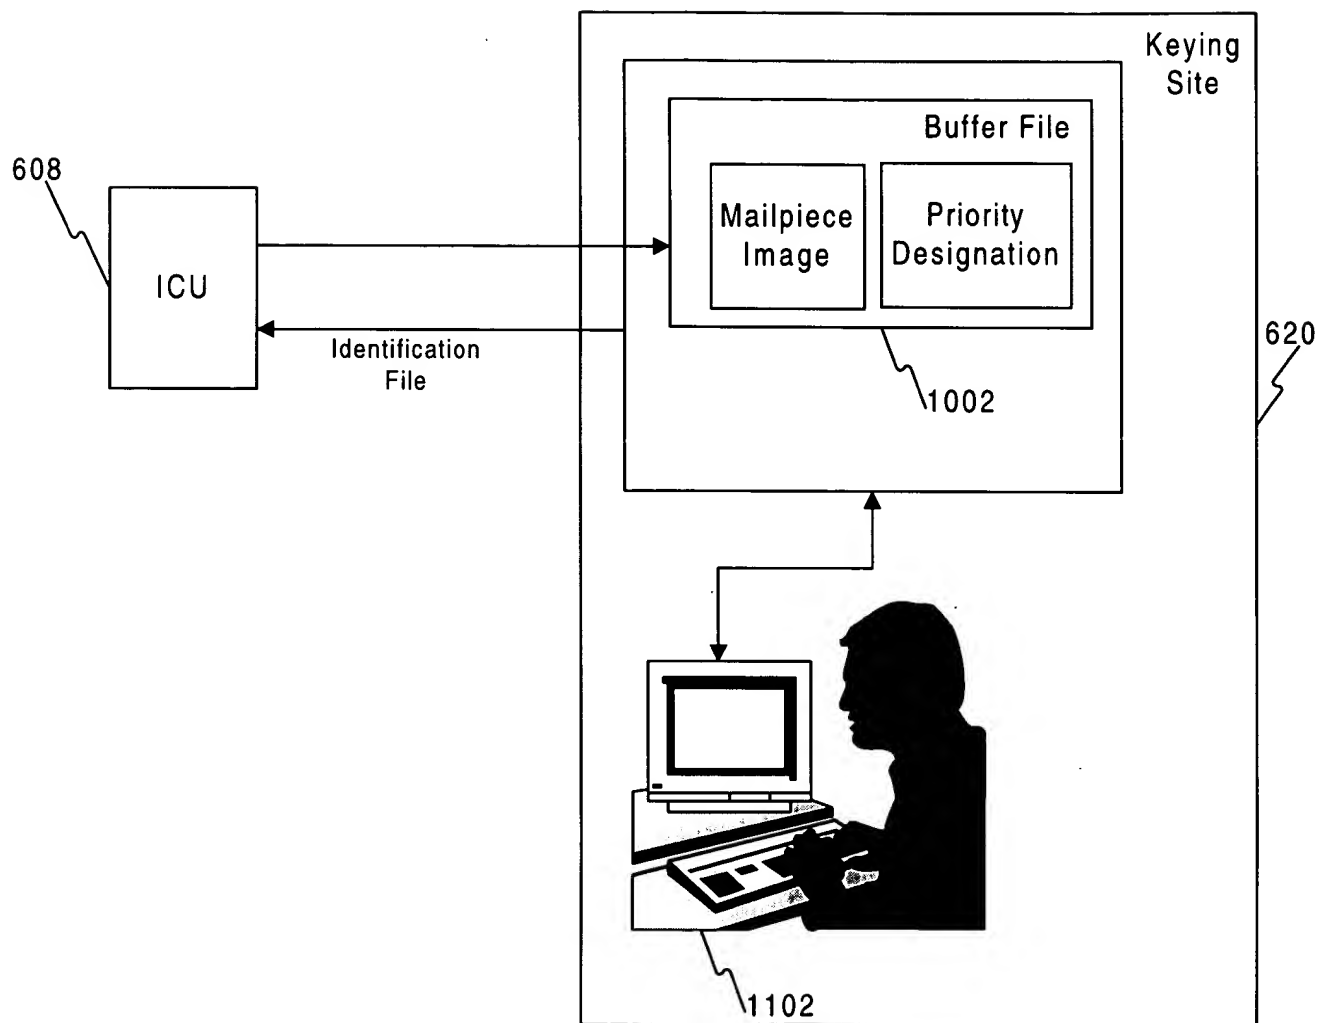 Keying
Site
Buffer File
608
Mailpiece
Image
Priority
Designation
ICU
Identification
File
620
1002
1102